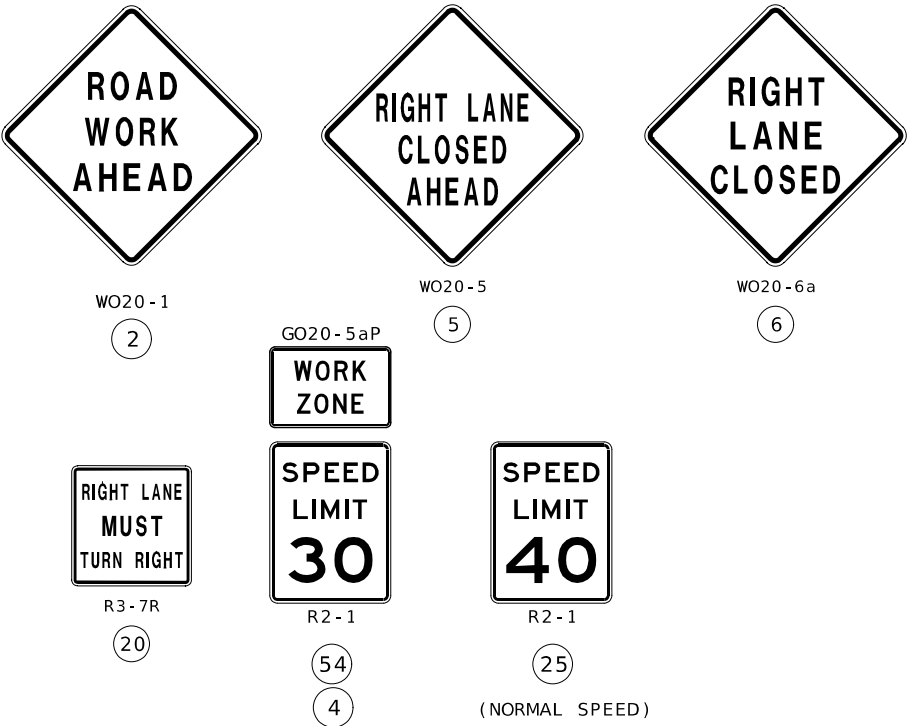 ROAD
WORK
AHEAD
WO20-1
2
RIGHT LANE
CLOSED
AHEAD
WO20-5
5
RIGHT
LANE
CLOSED
WO20-6a
6
RIGHT LANE
MUST
TURN RIGHT
R3-7R
20
GO20-5aP
WORK
ZONE
SPEED
LIMIT
30
R2-1
54
4
SPEED
LIMIT
40
R2-1
25
(NORMAL SPEED)